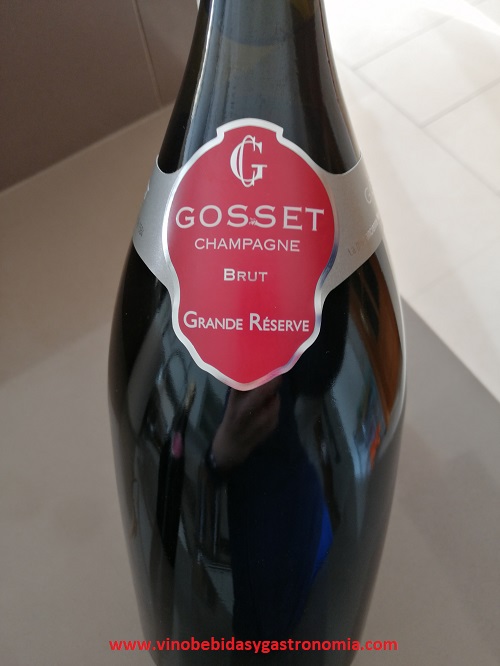 G
GOSSET
CHAMPAGNE
BRUT
GRANDE RÉSERVE
www.vinobebidasygastronomia.com